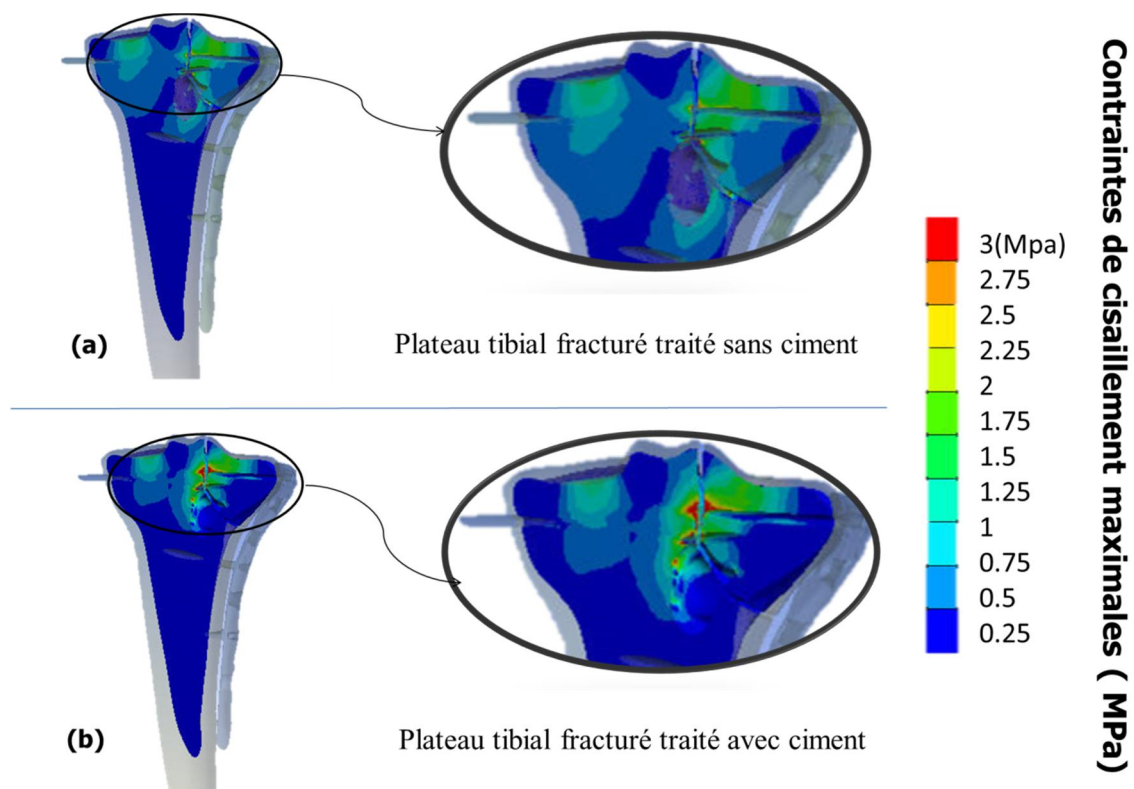 (a)
Plateau tibial fracturé traité sans ciment
(b)
Plateau tibial fracturé traité avec ciment
3(Mpa)
2.75
2.5
2.25
2
1.75
1.5
1.25
1
0.75
0.5
0.25
Contraintes de cisaillement maximales ( MPa)